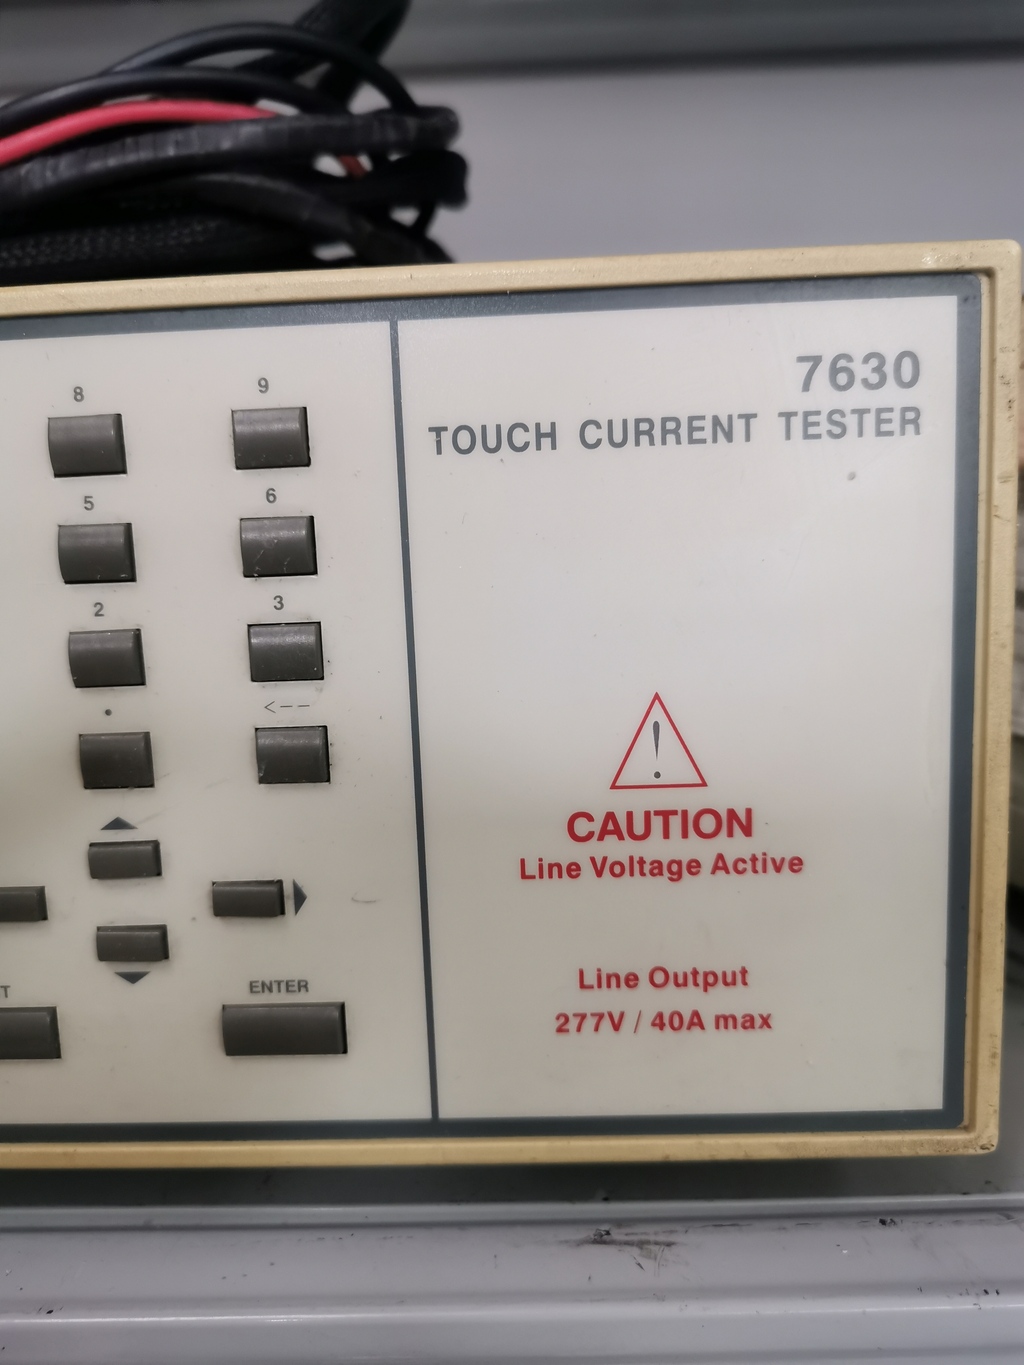 7630
TOUCH CURRENT TESTER
8 9
5 6
2 3
. <--
T ENTER
!
CAUTION
Line Voltage Active
Line Output
277V / 40A max